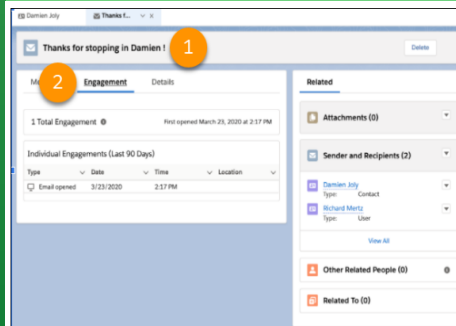 Damien Joly
Thanks f...
Thanks for stopping in Damien !
1
Delete
2
Engagement
Details
1 Total Engagement
First opened March 23, 2020 at 2:17 PM
Individual Engagements (Last 90 Days)
Type Date Time Location
Email opened 3/23/2020 2:17 PM
Related
Attachments (0)
Sender and Recipients (2)
Damien Joly
Type: Contact
Richard Mertz
Type: User
View All
Other Related People (0)
Related To (0)